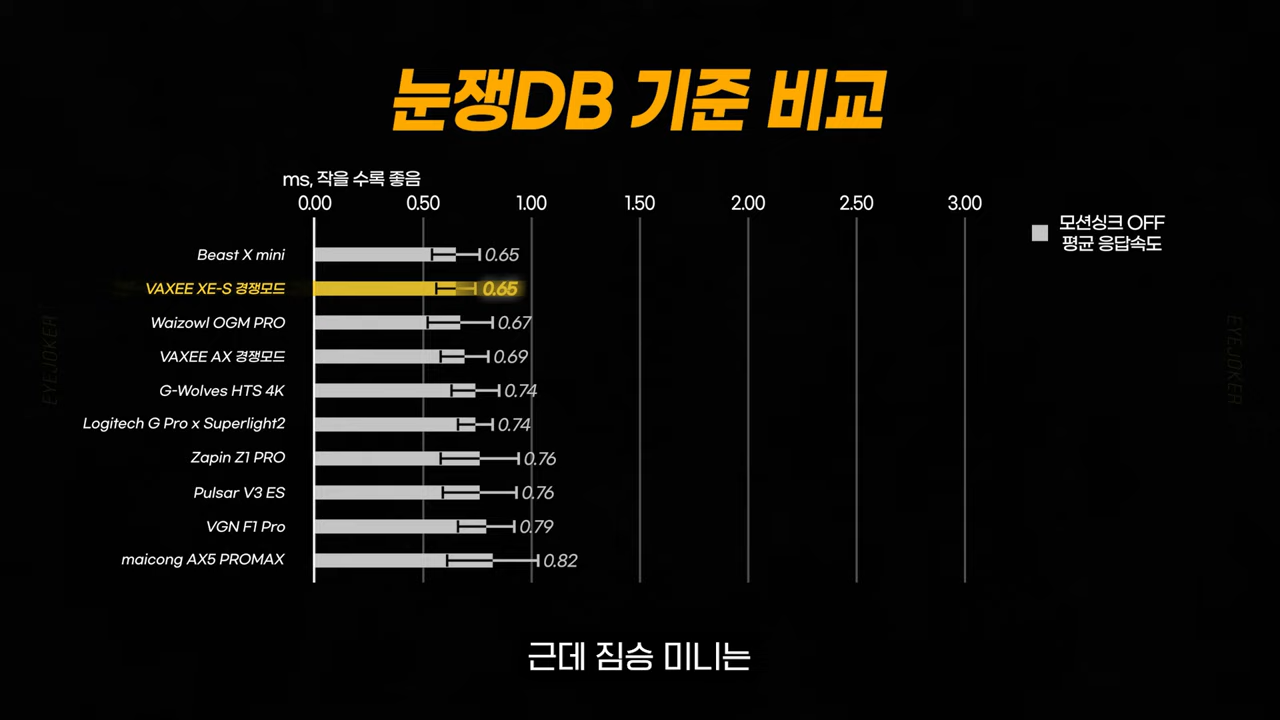 눈쟁DB 기준 비교
ms, 작을 수록 좋음
0.00 0.50 1.00 1.50 2.00 2.50 3.00
모션싱크 OFF
평균 응답속도
Beast X mini 0.65
VAXEE XE-S 경쟁모드 0.65
Waizowl OGM PRO 0.67
VAXEE AX 경쟁모드 0.69
G-Wolves HTS 4K 0.74
Logitech G Pro x Superlight2 0.74
Zapin Z1 PRO 0.76
Pulsar V3 ES 0.76
VGN F1 Pro 0.79
maicong AX5 PROMAX 0.82
EYEJOKER
EYEJOKER
근데 짐승 미니는